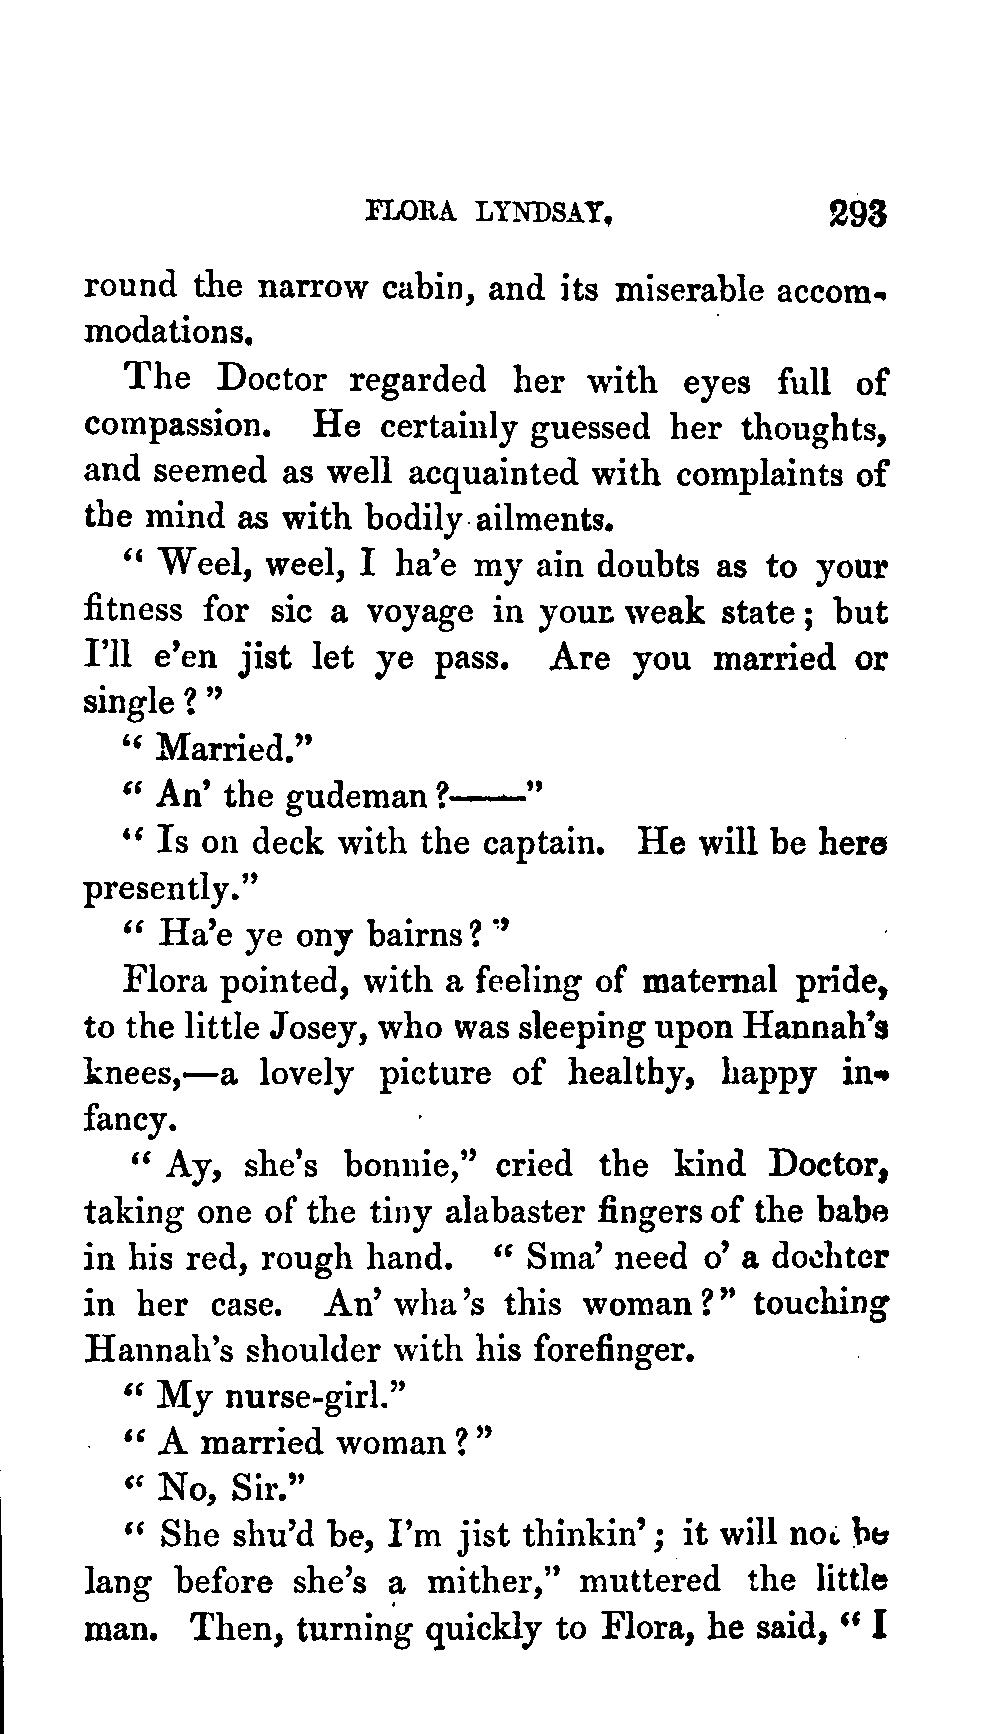 FLORA LYNDSAY. 293
round the narrow cabin, and its miserable accom-
modations.
The Doctor regarded her with eyes full of
compassion. He certainly guessed her thoughts,
and seemed as well acquainted with complaints of
the mind as with bodily ailments.
“ Weel, weel, I ha’e my ain doubts as to your
fitness for sic a voyage in your weak state ; but
I’ll e’en jist let ye pass. Are you married or
single ? ”
“ Married.”
“ An’ the gudeman ?——”
“ Is on deck with the captain. He will be here
presently.”
“ Ha’e ye ony bairns ? ”
Flora pointed, with a feeling of maternal pride,
to the little Josey, who was sleeping upon Hannah’s
knees,—a lovely picture of healthy, happy in-
fancy.
“ Ay, she’s bonnie,” cried the kind Doctor,
taking one of the tiny alabaster fingers of the babe
in his red, rough hand. “ Sma’ need o’ a dochter
in her case. An’ wha’s this woman ? ” touching
Hannah’s shoulder with his forefinger.
“ My nurse-girl.”
“ A married woman ? ”
“ No, Sir.”
“ She shu’d be, I’m jist thinkin’ ; it will not be
lang before she’s a mither,” muttered the little
man. Then, turning quickly to Flora, he said, “ I